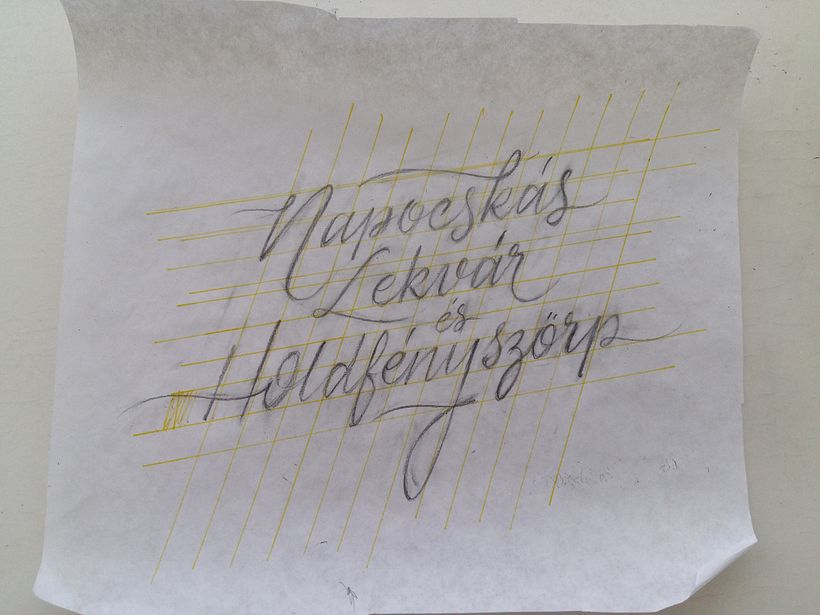 Napocskás
Lekvár
és
Holdfényszörp